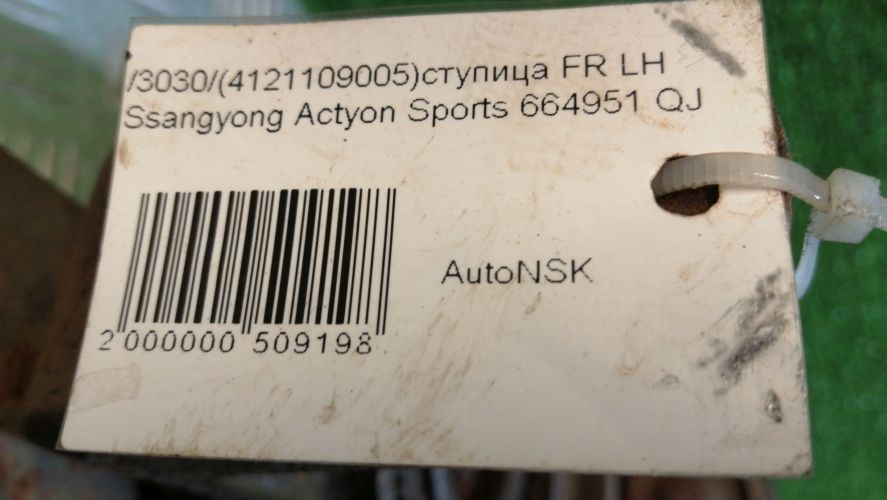 /3030/(4121109005)ступица FR LH
Ssangyong Actyon Sports 664951 QJ
AutoNSK
2 000000 509198